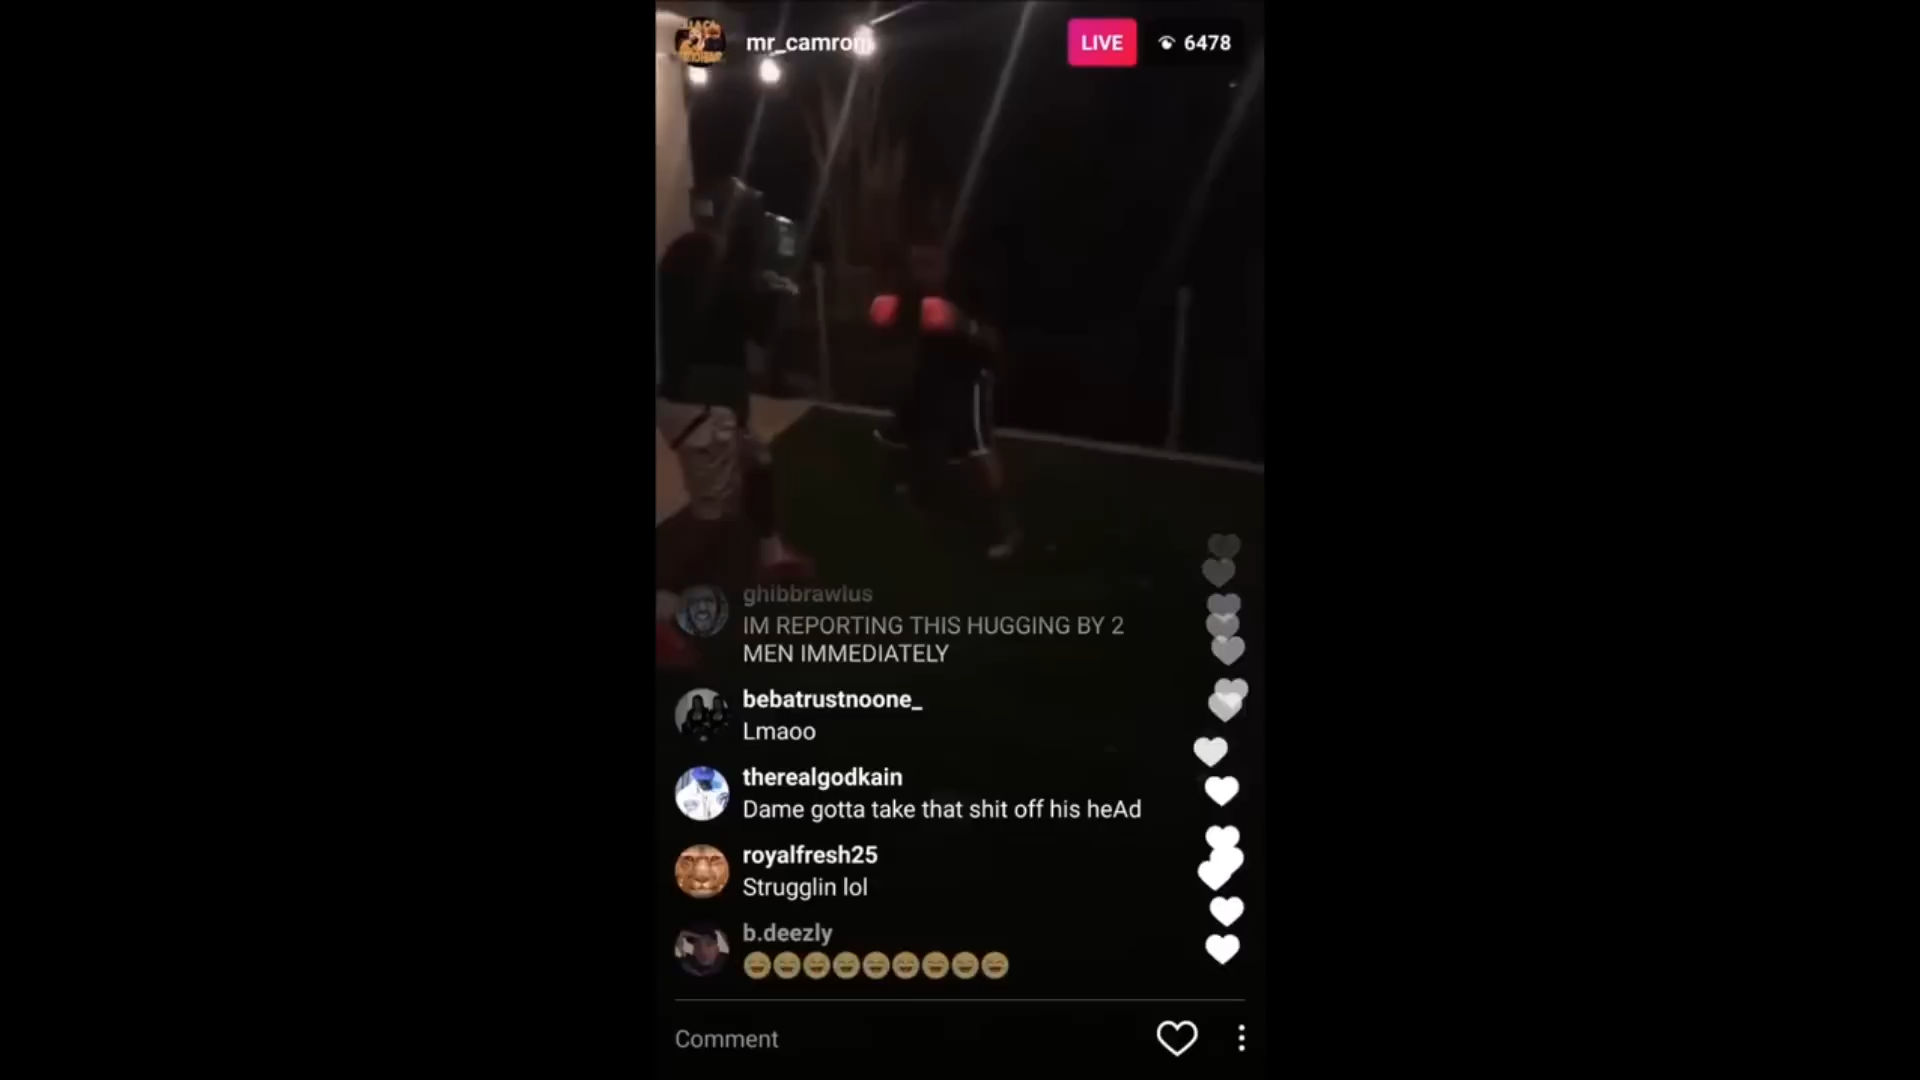 mr_camrom
LIVE
6478
ghibbrawlus
IM REPORTING THIS HUGGING BY 2
MEN IMMEDIATELY
bebatrustnoone_
Lmaoo
therealgodkain
Dame gotta take that shit off his heAd
royalfresh25
Strugglin lol
b.deezly
😄😄😄😄😄😄😄😄😄
Comment